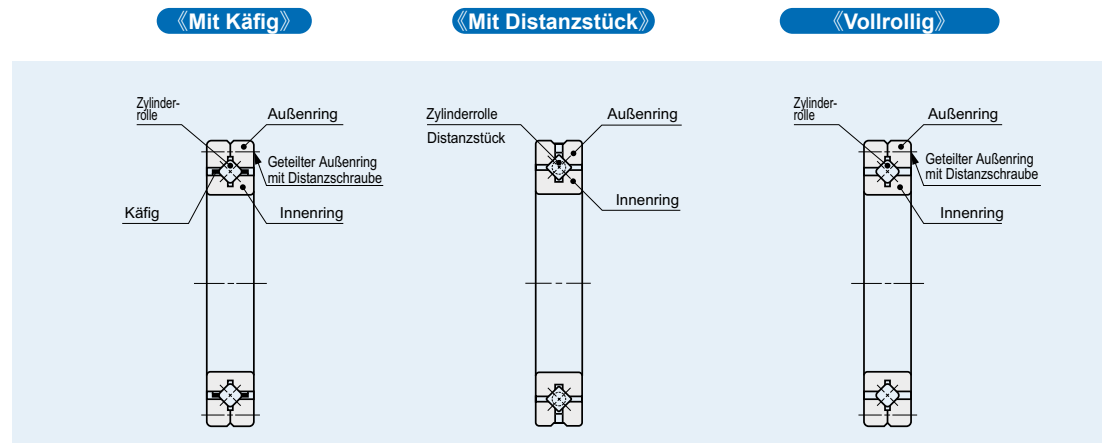 《Mit Käfig》
《Mit Distanzstück》
《Vollrollig》
Zylinder-
rolle
Außenring
Geteilter Außenring
mit Distanzschraube
Käfig
Innenring
Zylinderrolle
Distanzstück
Außenring
Innenring
Zylinder-
rolle
Außenring
Geteilter Außenring
mit Distanzschraube
Innenring